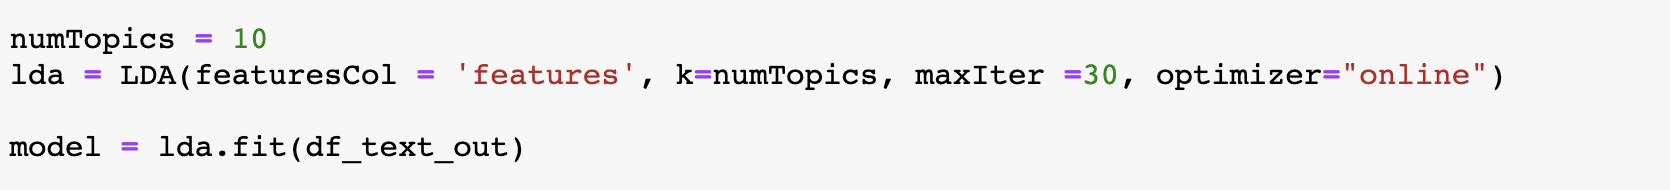 numTopics = 10
lda = LDA(featuresCol = 'features', k=numTopics, maxIter =30, optimizer="online")
model = lda.fit(df_text_out)